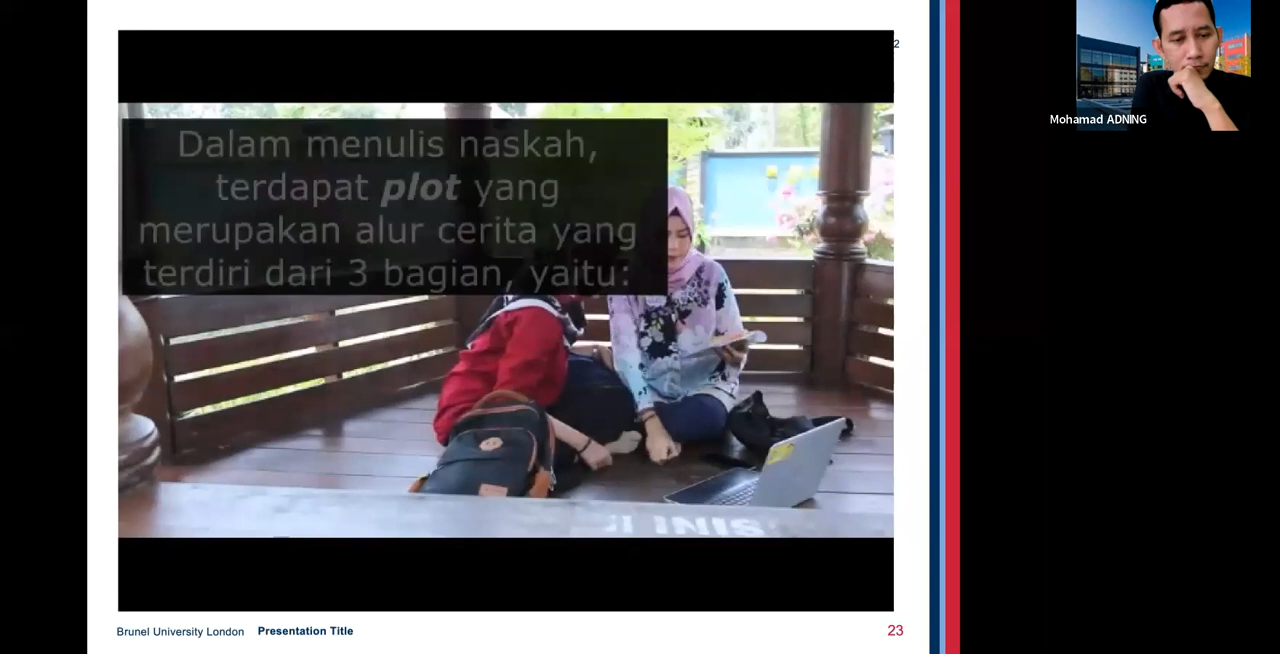 2
Dalam menulis naskah,
terdapat plot yang
merupakan alur cerita yang
terdiri dari 3 bagian, yaitu:
Mohamad ADNING
Brunel University London Presentation Title
23